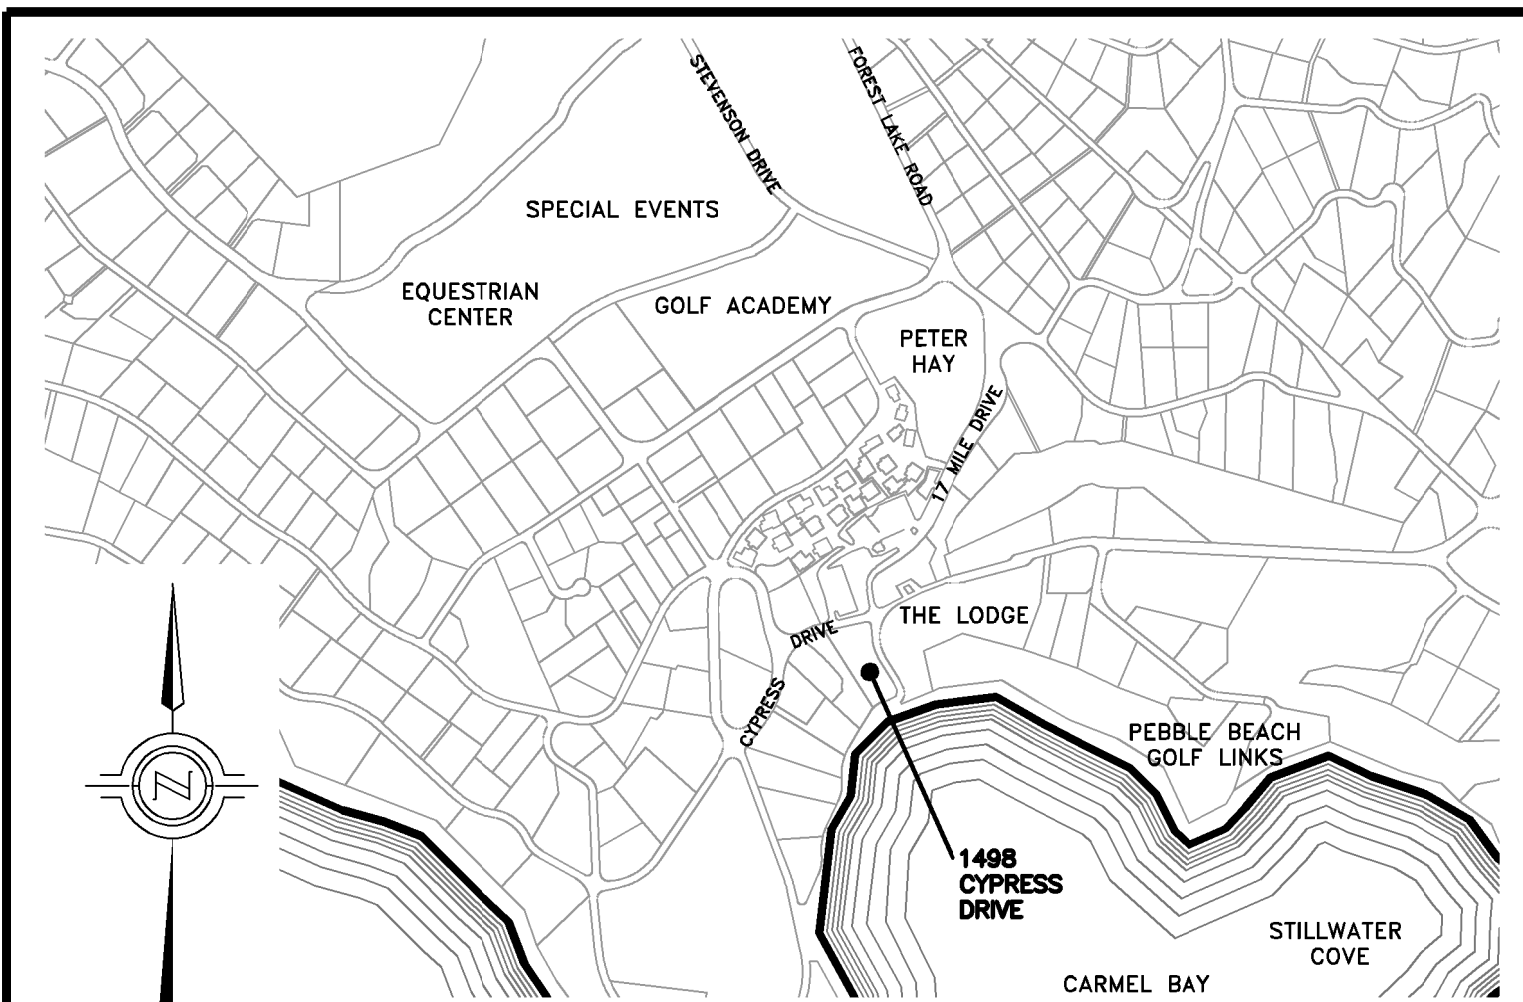 STEVENSON DRIVE
FOREST LAKE ROAD
SPECIAL EVENTS
EQUESTRIAN
CENTER
GOLF ACADEMY
PETER
HAY
17 MILE DRIVE
THE LODGE
CYPRESS DRIVE
PEBBLE BEACH
GOLF LINKS
1498
CYPRESS
DRIVE
STILLWATER
COVE
CARMEL BAY
N